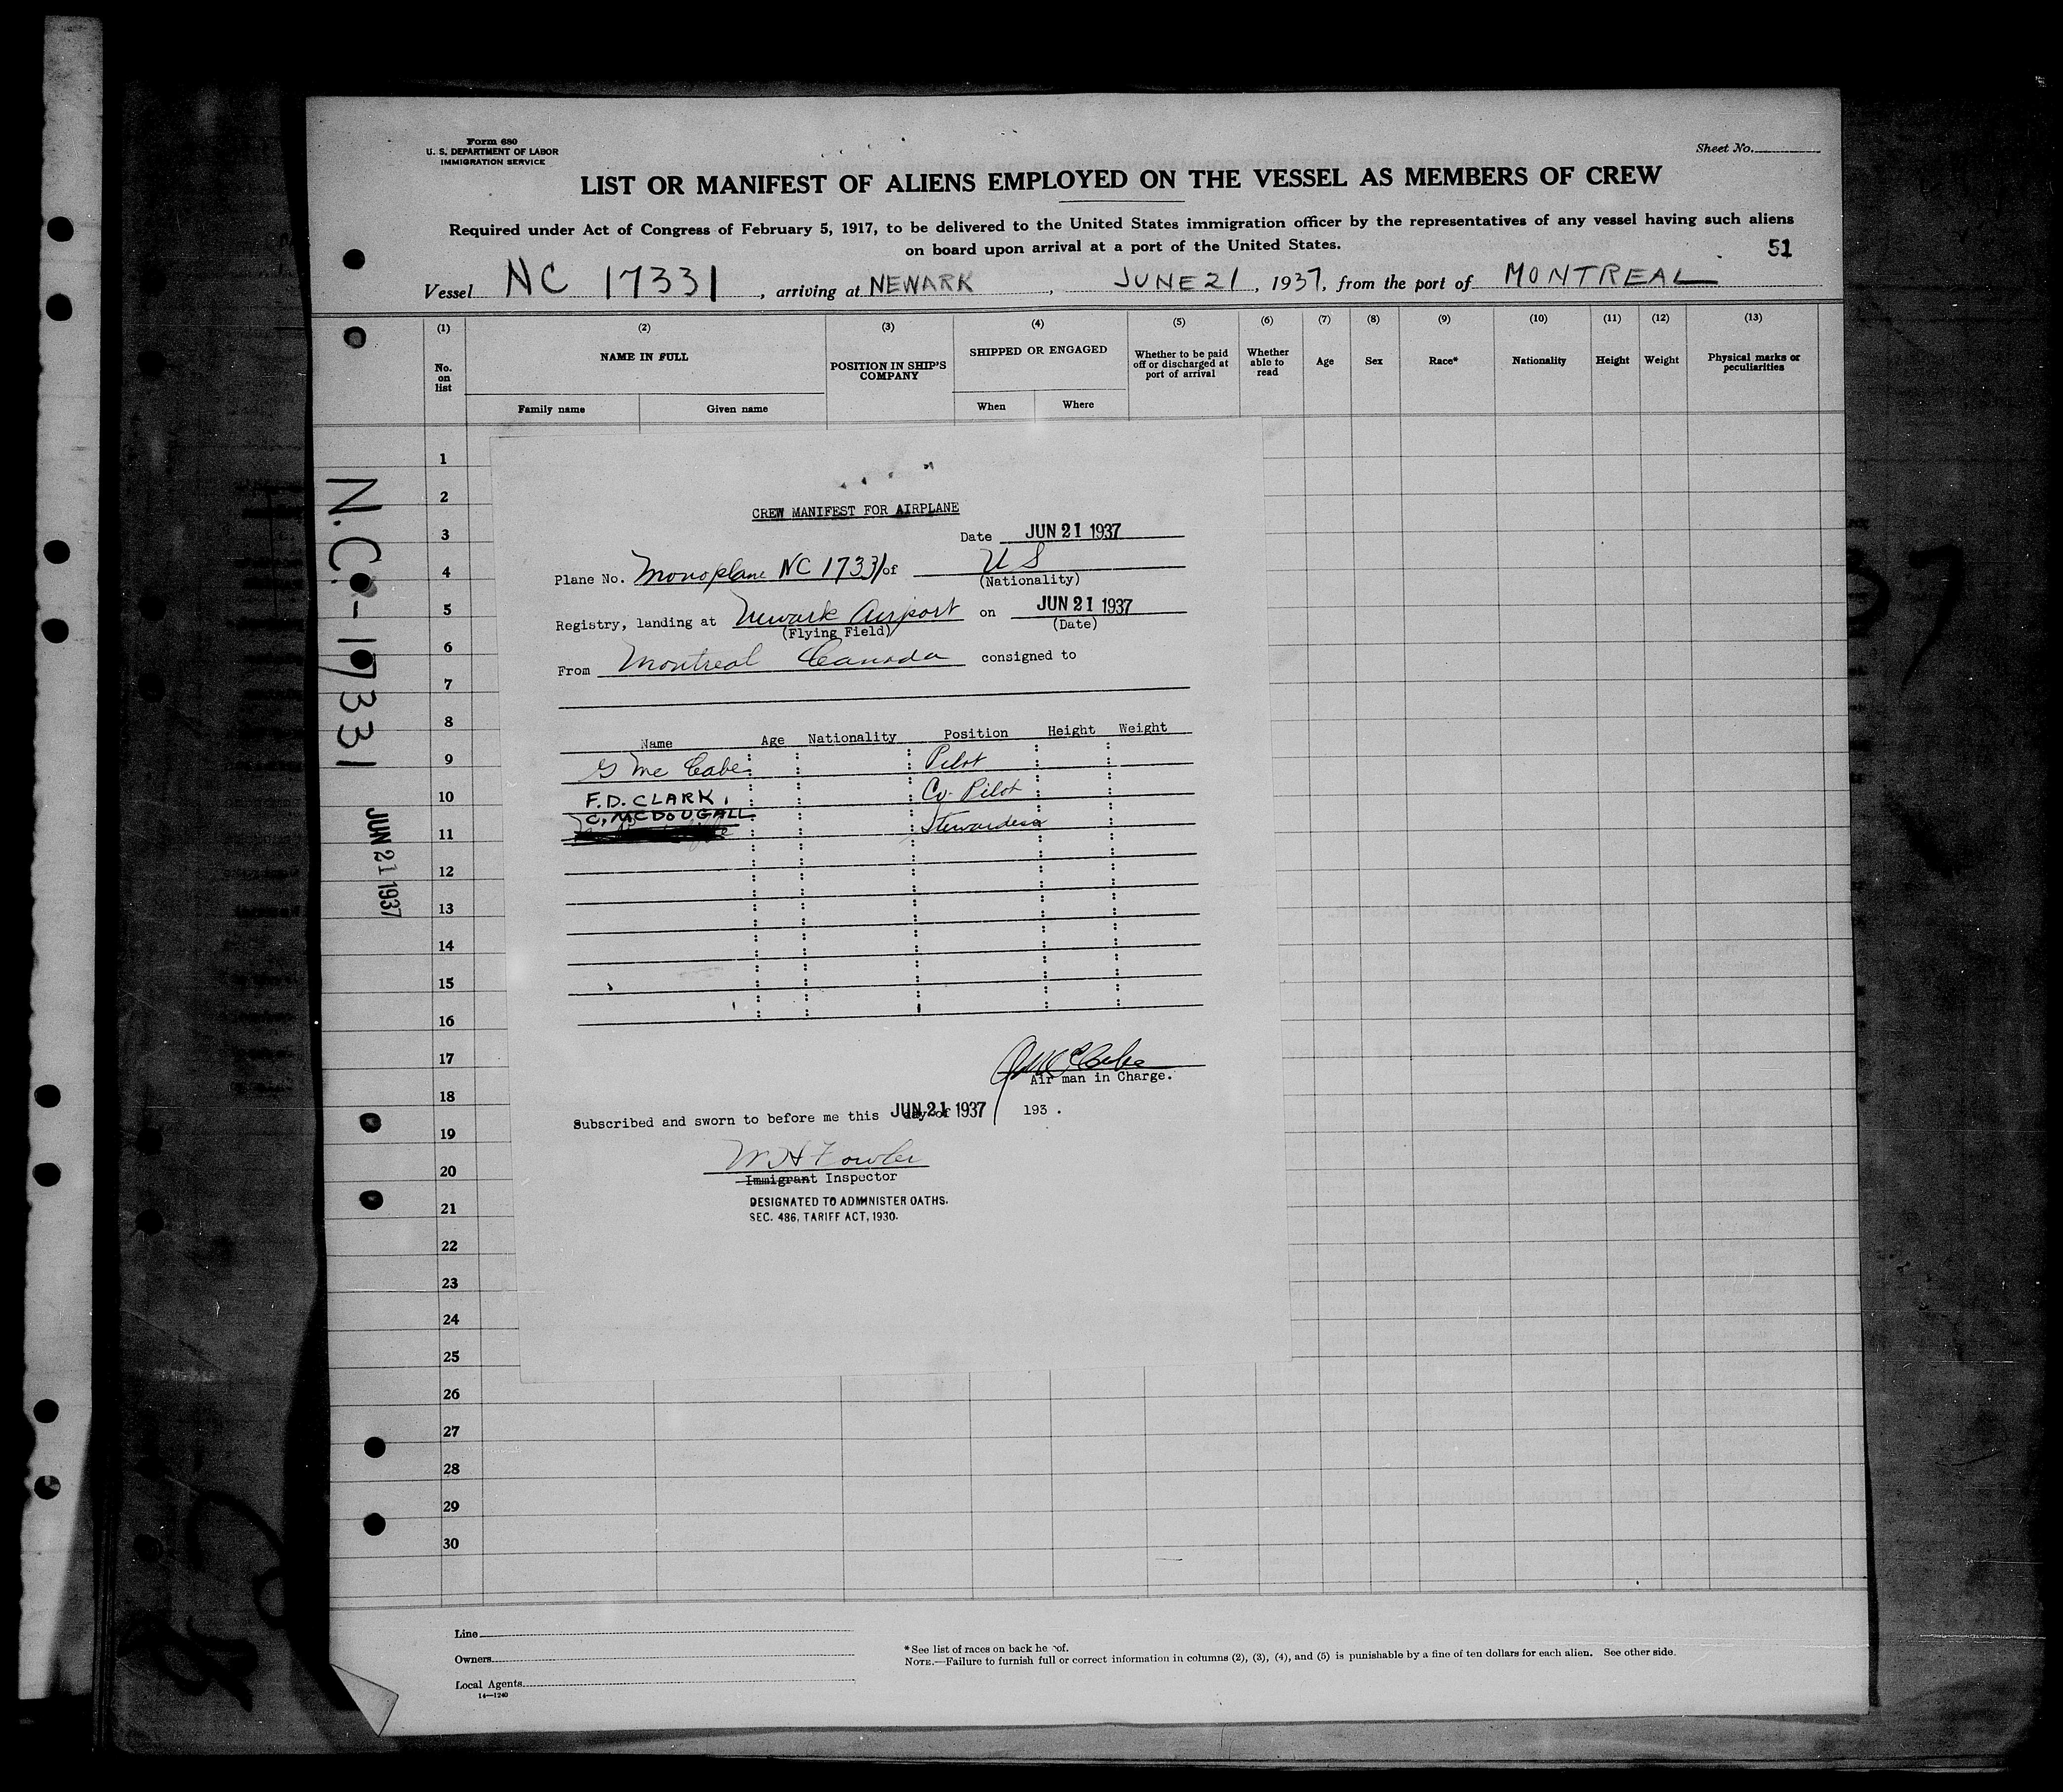 Form 680
U. S. DEPARTMENT OF LABOR
IMMIGRATION SERVICE
Sheet No.
LIST OR MANIFEST OF ALIENS EMPLOYED ON THE VESSEL AS MEMBERS OF CREW
Required under Act of Congress of February 5, 1917, to be delivered to the United States immigration officer by the representatives of any vessel having such aliens
on board upon arrival at a port of the United States.
51
Vessel NC 17331, arriving at NEWARK, JUNE 21, 1937, from the port of MONTREAL
(1) (2) (3) (4) (5) (6) (7) (8) (9) (10) (11) (12) (13)
No. on list
NAME IN FULL
Family name Given name
POSITION IN SHIP'S COMPANY
SHIPPED OR ENGAGED
When Where
Whether to be paid off or discharged at port of arrival
Whether able to read
Age Sex Race* Nationality Height Weight
Physical marks or peculiarities
N.C.-17331
JUN 21 1937
1
2
3
4
5
6
7
8
9
10
11
12
13
14
15
16
17
18
19
20
21
22
23
24
25
26
27
28
29
30
CREW MANIFEST FOR AIRPLANE
Date JUN 21 1937
Plane No. Monoplane NC 17331 of U S
(Nationality)
Registry, landing at Newark Airport on JUN 21 1937
(Flying Field) (Date)
From Montreal Canada consigned to
Name Age Nationality Position Height Weight
G Mc Cabe Pilot
F.D. CLARK, Co-Pilot
C, MCDOUGALL
Stewardess
Air man in Charge.
Subscribed and sworn to before me this day of JUN 21 1937 193 .
W H Fowler
Immigrant Inspector
DESIGNATED TO ADMINISTER OATHS.
SEC. 486, TARIFF ACT, 1930.
Line
Owners
Local Agents
14—1240
*See list of races on back he of.
NOTE.—Failure to furnish full or correct information in columns (2), (3), (4), and (5) is punishable by a fine of ten dollars for each alien. See other side.